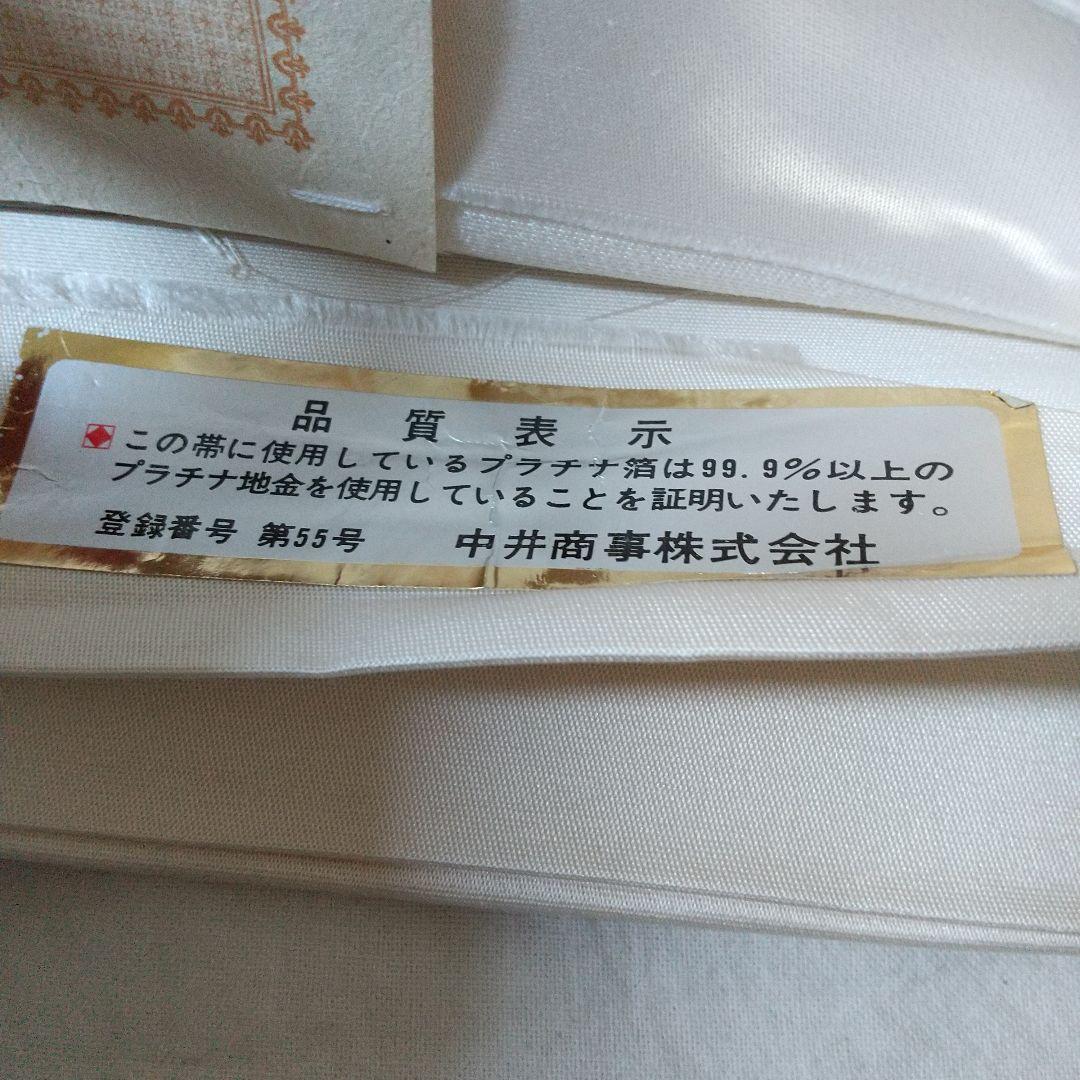 品質表示
この帯に使用しているプラチナ箔は99.9%以上の
プラチナ地金を使用していることを証明いたします。
登録番号 第55号 中井商事株式会社